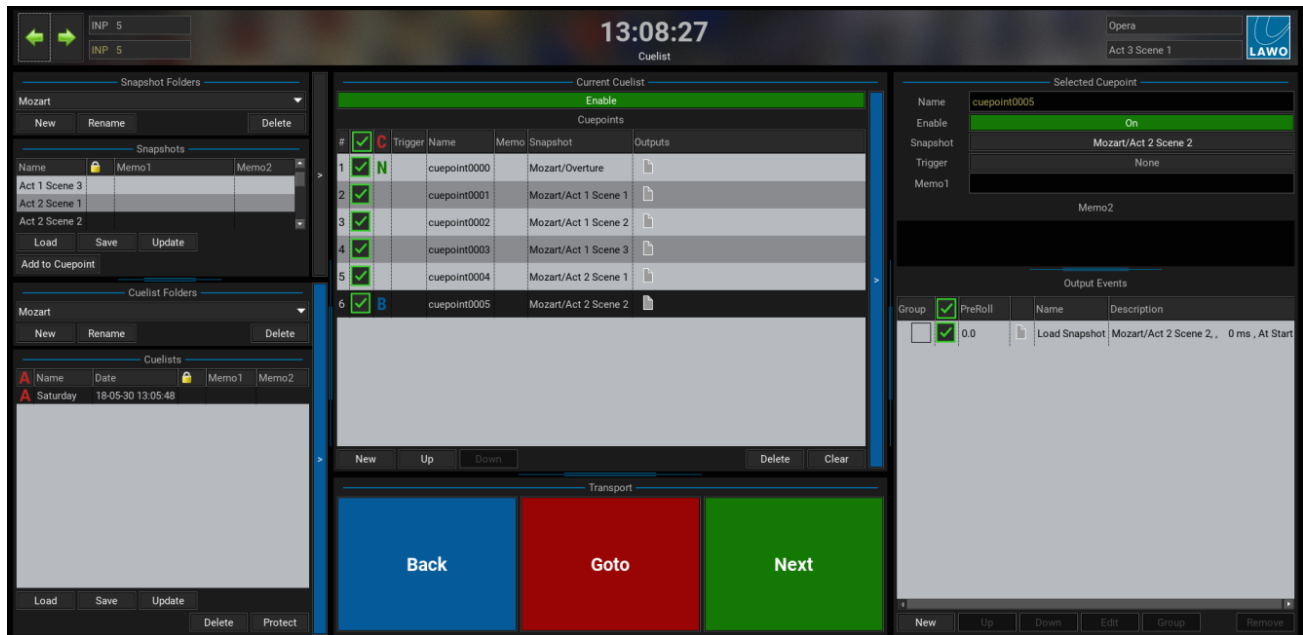 INP 5
INP 5
13:08:27
Cuelist
Opera
Act 3 Scene 1
LAWO
Snapshot Folders
Mozart
New Rename Delete
Snapshots
Name Memo1 Memo2
Act 1 Scene 3
Act 2 Scene 1
Act 2 Scene 2
Load Save Update
Add to Cuepoint
Cuelist Folders
Mozart
New Rename Delete
Cuelists
A Name Date Memo1 Memo2
A Saturday 18-05-30 13:05:48
Load Save Update
Delete Protect
>
>
Current Cuelist
Enable
Cuepoints
# C Trigger Name Memo Snapshot Outputs
1 N cuepoint0000 Mozart/Overture
2 cuepoint0001 Mozart/Act 1 Scene 1
3 cuepoint0002 Mozart/Act 1 Scene 2
4 cuepoint0003 Mozart/Act 1 Scene 3
5 cuepoint0004 Mozart/Act 2 Scene 1
6 B cuepoint0005 Mozart/Act 2 Scene 2
New Up Down Delete Clear
>
Transport
Back Goto Next
Selected Cuepoint
Name cuepoint0005
Enable On
Snapshot Mozart/Act 2 Scene 2
Trigger None
Memo1
Memo2
Output Events
Group PreRoll Name Description
0.0 Load Snapshot Mozart/Act 2 Scene 2, , 0 ms , At Start
New Up Down Edit Group Remove